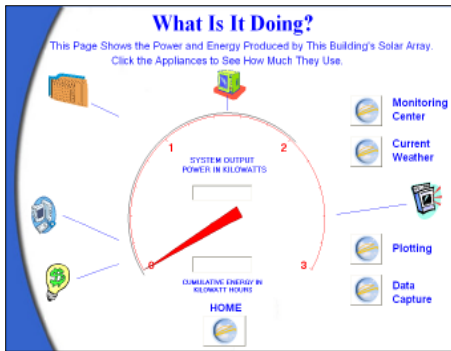 What Is It Doing?
This Page Shows the Power and Energy Produced by This Building's Solar Array.
Click the Appliances to See How Much They Use.
Monitoring
Center
1
2
Current
Weather
SYSTEM OUTPUT
POWER IN KILOWATTS
Plotting
0
3
CUMULATIVE ENERGY IN
KILOWATT HOURS
Data
Capture
HOME